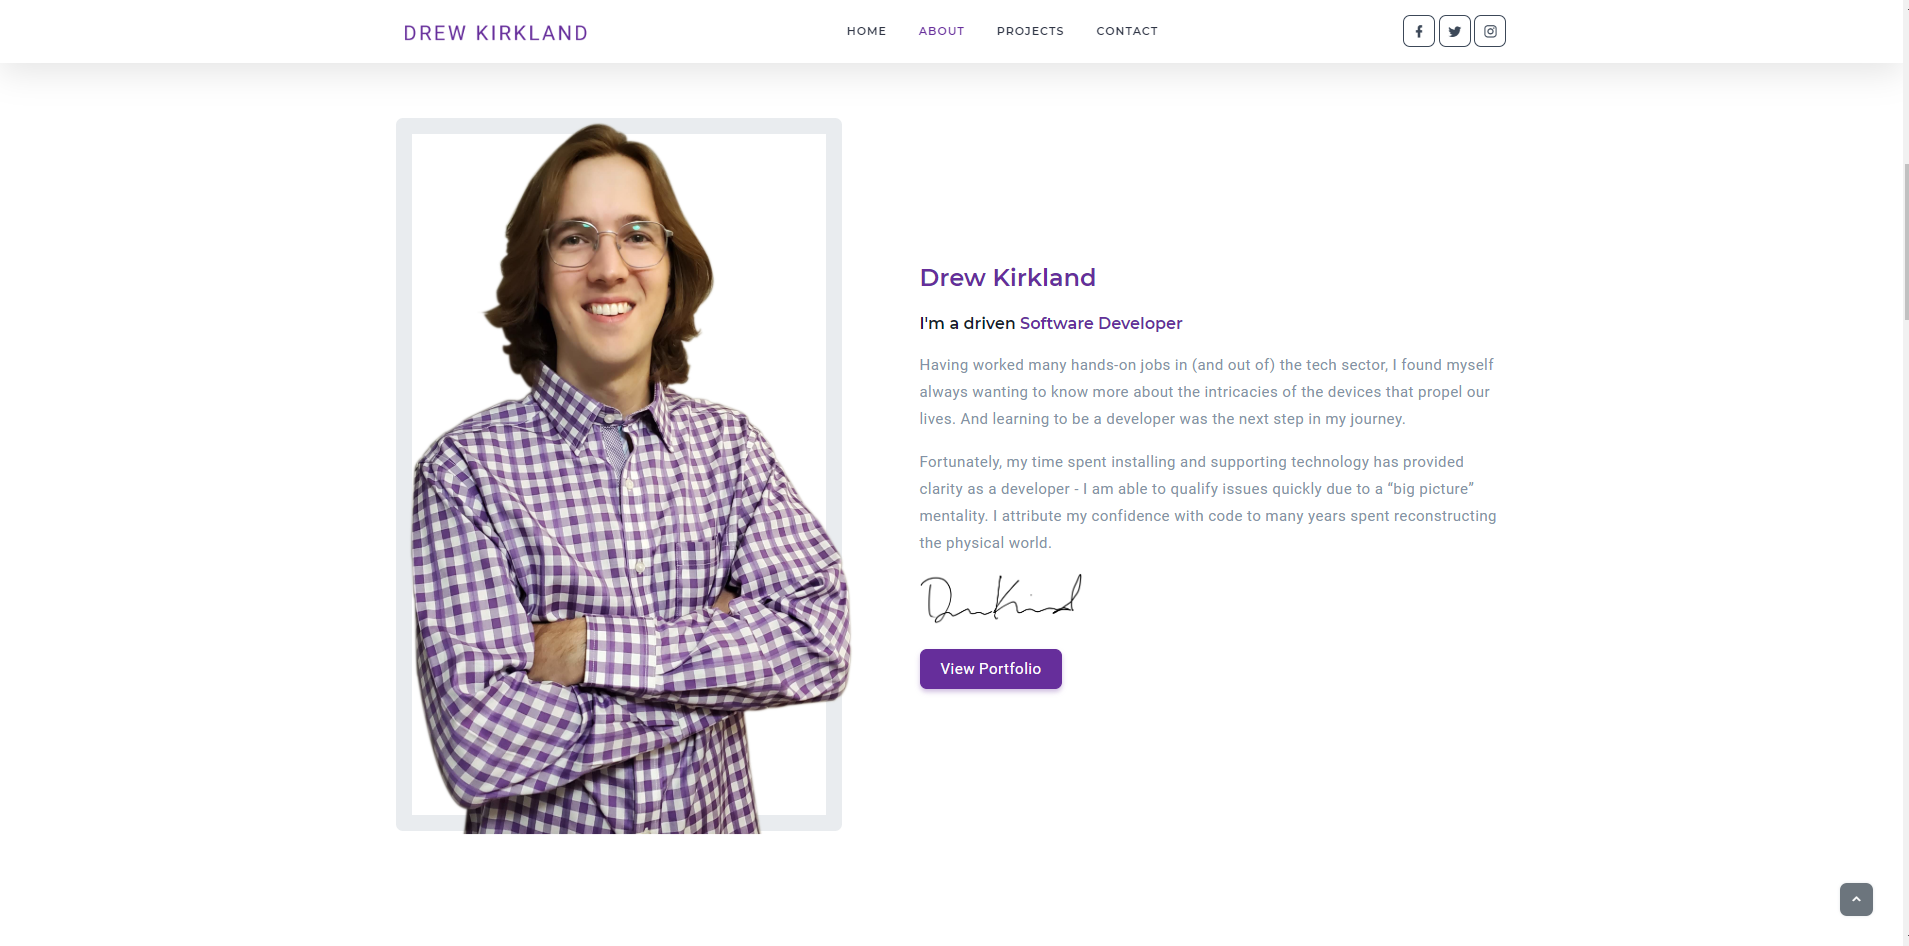 DREW KIRKLAND
HOME ABOUT PROJECTS CONTACT
Drew Kirkland
I'm a driven Software Developer
Having worked many hands-on jobs in (and out of) the tech sector, I found myself
always wanting to know more about the intricacies of the devices that propel our
lives. And learning to be a developer was the next step in my journey.
Fortunately, my time spent installing and supporting technology has provided
clarity as a developer - I am able to qualify issues quickly due to a “big picture”
mentality. I attribute my confidence with code to many years spent reconstructing
the physical world.
View Portfolio